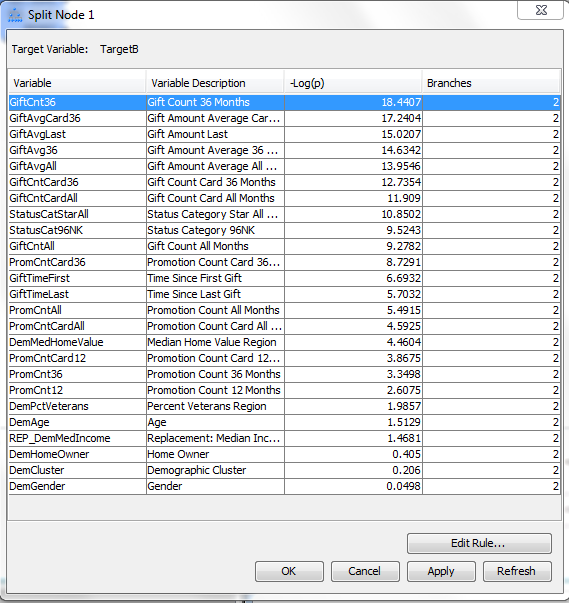 Split Node 1
Target Variable: TargetB
Variable Variable Description -Log(p) Branches
GiftCnt36 Gift Count 36 Months 18.4407 2
GiftAvgCard36 Gift Amount Average Car... 17.2404 2
GiftAvgLast Gift Amount Last 15.0207 2
GiftAvg36 Gift Amount Average 36 ... 14.6342 2
GiftAvgAll Gift Amount Average All ... 13.9546 2
GiftCntCard36 Gift Count Card 36 Months 12.7354 2
GiftCntCardAll Gift Count Card All Months 11.909 2
StatusCatStarAll Status Category Star All ... 10.8502 2
StatusCat96NK Status Category 96NK 9.5243 2
GiftCntAll Gift Count All Months 9.2782 2
PromCntCard36 Promotion Count Card 36... 8.7291 2
GiftTimeFirst Time Since First Gift 6.6932 2
GiftTimeLast Time Since Last Gift 5.7032 2
PromCntAll Promotion Count All Months 5.4915 2
PromCntCardAll Promotion Count Card All ... 4.5925 2
DemMedHomeValue Median Home Value Region 4.4604 2
PromCntCard12 Promotion Count Card 12... 3.8675 2
PromCnt36 Promotion Count 36 Months 3.3498 2
PromCnt12 Promotion Count 12 Months 2.6075 2
DemPctVeterans Percent Veterans Region 1.9857 2
DemAge Age 1.5129 2
REP_DemMedIncome Replacement: Median Inc... 1.4681 2
DemHomeOwner Home Owner 0.405 2
DemCluster Demographic Cluster 0.206 2
DemGender Gender 0.0498 2
Edit Rule...
OK Cancel Apply Refresh